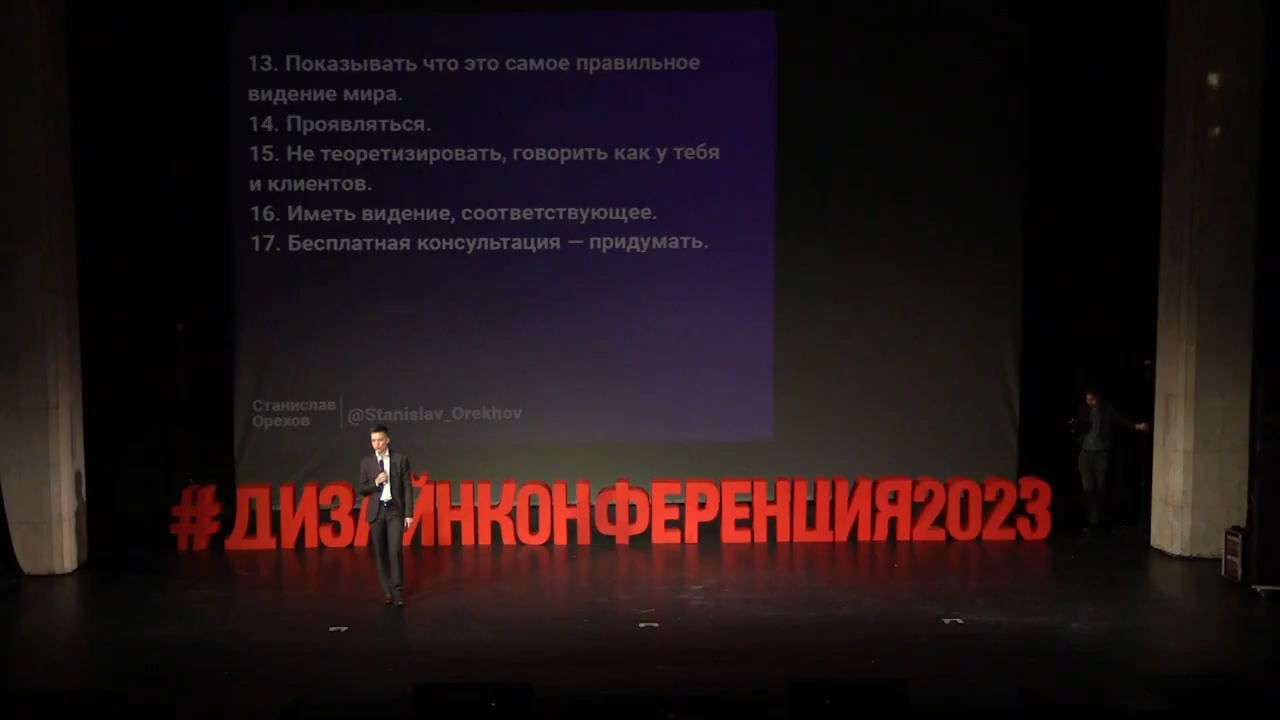 13. Показывать что это самое правильное
видение мира.
14. Проявляться.
15. Не теоретизировать, говорить как у тебя
и клиентов.
16. Иметь видение, соответствующее.
17. Бесплатная консультация — придумать.
Станислав
Орехов
@Stanislav_Orekhov
#ДИЗАЙНКОНФЕРЕНЦИЯ2023